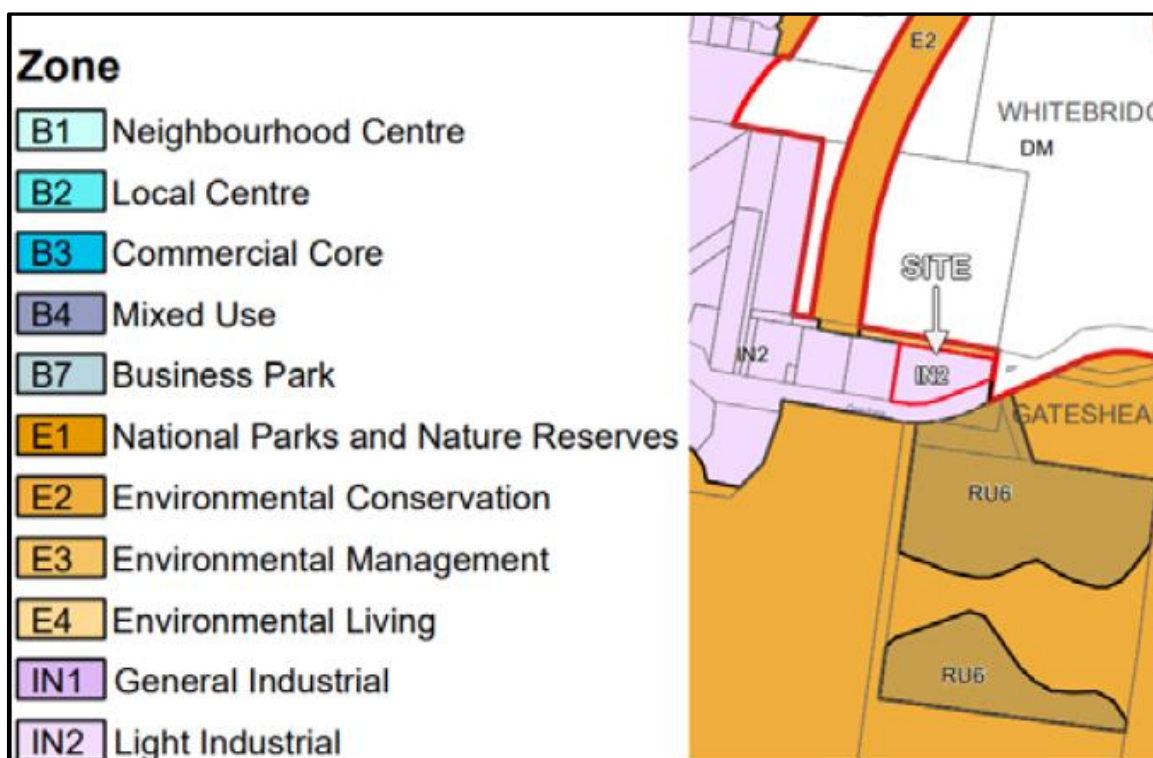 Zone
B1 Neighbourhood Centre
B2 Local Centre
B3 Commercial Core
B4 Mixed Use
B7 Business Park
E1 National Parks and Nature Reserves
E2 Environmental Conservation
E3 Environmental Management
E4 Environmental Living
IN1 General Industrial
IN2 Light Industrial
E2
WHITEBRIDG
DM
SITE
IN2
IN2
GATESHEA
RU6
RU6